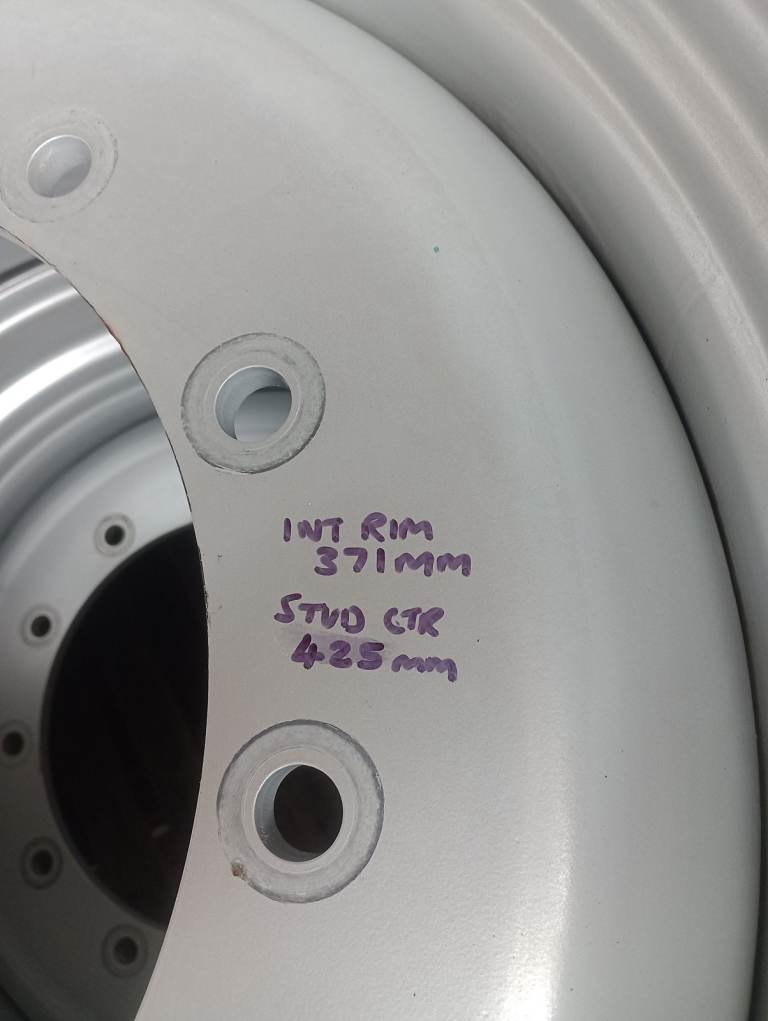 INT RIM
371MM
STUD CTR
425mm